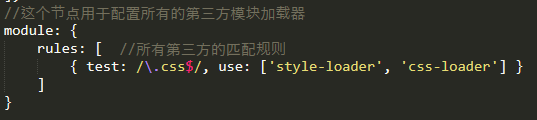 //这个节点用于配置所有的第三方模块加载器
module: {
    rules: [  //所有第三方的匹配规则
        { test: /\.css$/, use: ['style-loader', 'css-loader'] }
    ]
}